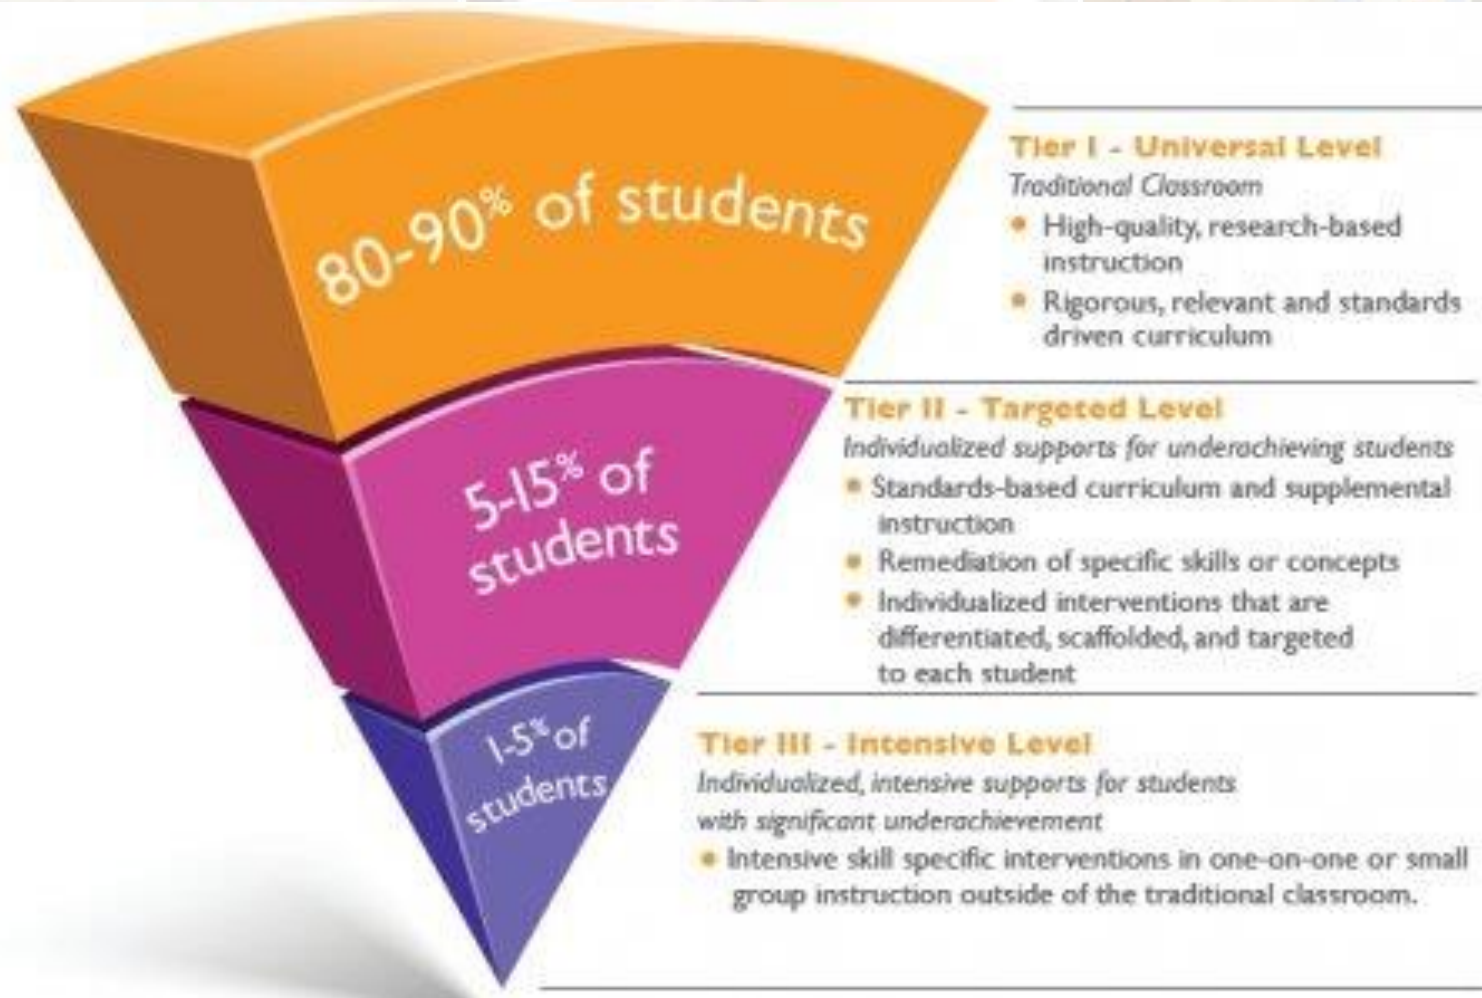 80-90% of students
Tier I - Universal Level
Traditional Classroom
• High-quality, research-based
instruction
• Rigorous, relevant and standards
driven curriculum
5-15% of
students
Tier II - Targeted Level
Individualized supports for underachieving students
• Standards-based curriculum and supplemental
instruction
• Remediation of specific skills or concepts
• Individualized interventions that are
differentiated, scaffolded, and targeted
to each student
1-5% of
students
Tier III - Intensive Level
Individualized, intensive supports for students
with significant underachievement
• Intensive skill specific interventions in one-on-one or small
group instruction outside of the traditional classroom.